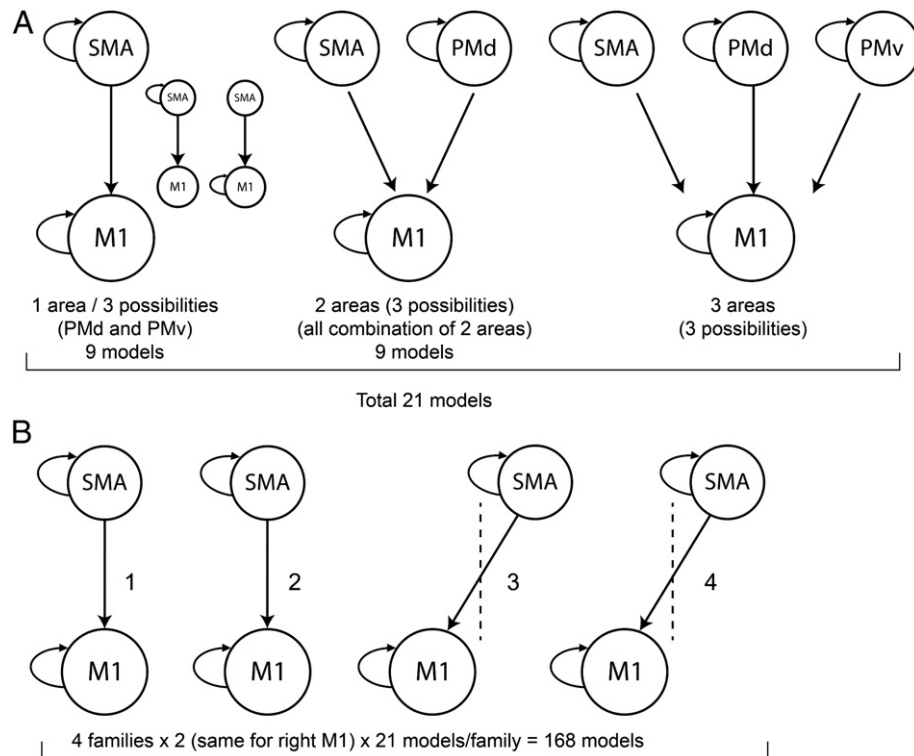 A
SMA
SMA
PMd
SMA
PMd
PMv
SMA
SMA
M1
M1
M1
M1
M1
1 area / 3 possibilities
(PMd and PMv)
9 models
2 areas (3 possibilities)
(all combination of 2 areas)
9 models
3 areas
(3 possibilities)
Total 21 models
B
SMA
SMA
SMA
SMA
1
2
3
4
M1
M1
M1
M1
4 families x 2 (same for right M1) x 21 models/family = 168 models